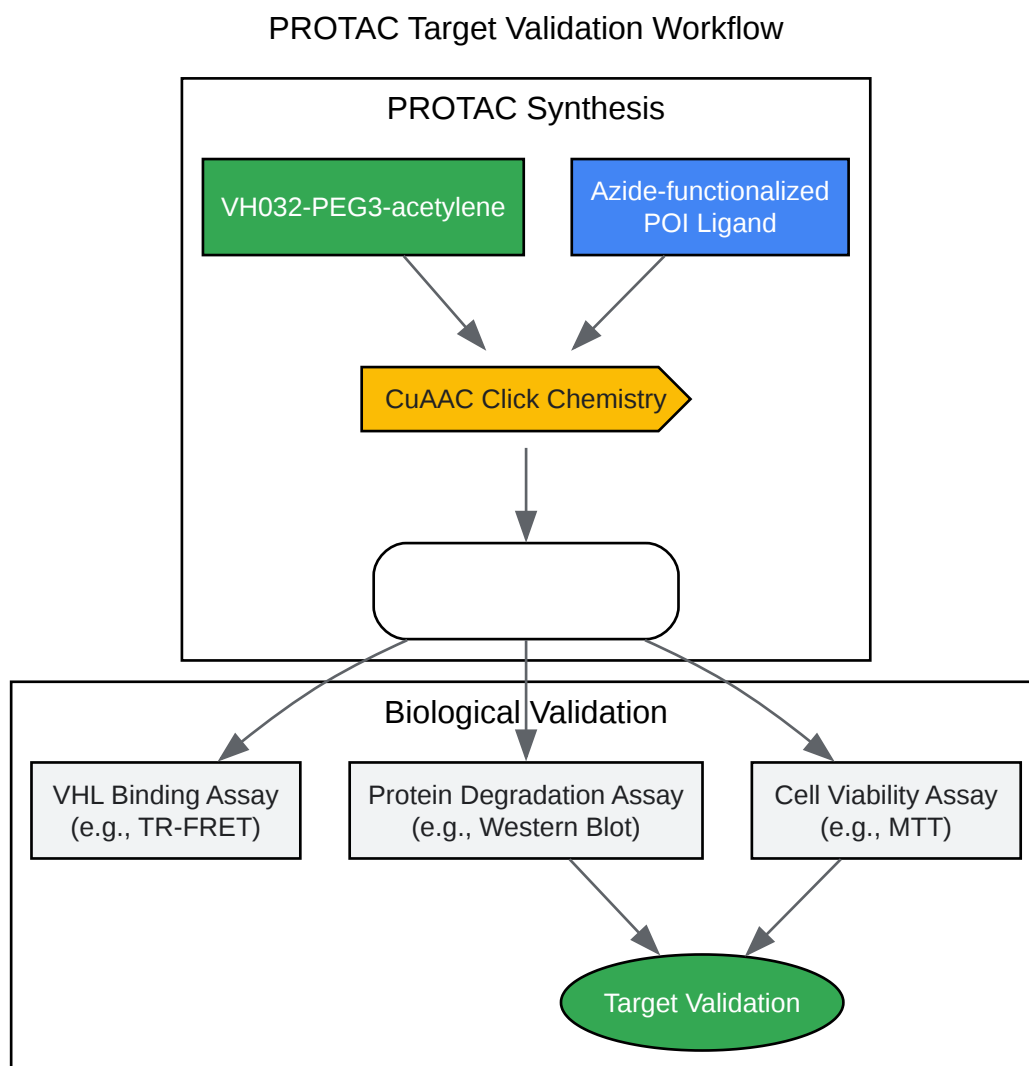 PROTAC Target Validation Workflow
PROTAC Synthesis
VH032-PEG3-acetylene
Azide-functionalized
POI Ligand
CuAAC Click Chemistry
Biological Validation
VHL Binding Assay
(e.g., TR-FRET)
Protein Degradation Assay
(e.g., Western Blot)
Cell Viability Assay
(e.g., MTT)
Target Validation